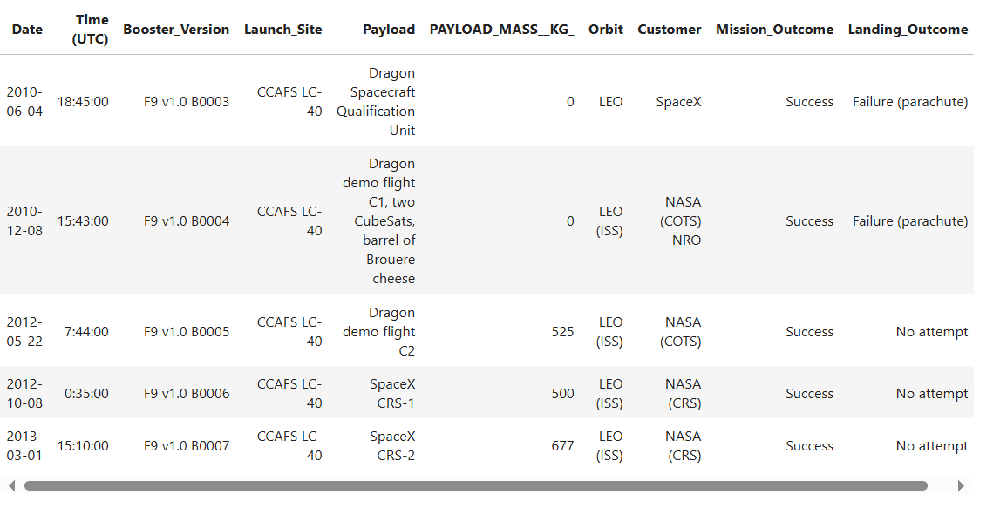 Date Time (UTC) Booster_Version Launch_Site Payload PAYLOAD_MASS__KG_ Orbit Customer Mission_Outcome Landing_Outcome
2010-06-04 18:45:00 F9 v1.0 B0003 CCAFS LC-40 Dragon Spacecraft Qualification Unit 0 LEO SpaceX Success Failure (parachute)
2010-12-08 15:43:00 F9 v1.0 B0004 CCAFS LC-40 Dragon demo flight C1, two CubeSats, barrel of Brouere cheese 0 LEO (ISS) NASA (COTS) NRO Success Failure (parachute)
2012-05-22 7:44:00 F9 v1.0 B0005 CCAFS LC-40 Dragon demo flight C2 525 LEO (ISS) NASA (COTS) Success No attempt
2012-10-08 0:35:00 F9 v1.0 B0006 CCAFS LC-40 SpaceX CRS-1 500 LEO (ISS) NASA (CRS) Success No attempt
2013-03-01 15:10:00 F9 v1.0 B0007 CCAFS LC-40 SpaceX CRS-2 677 LEO (ISS) NASA (CRS) Success No attempt